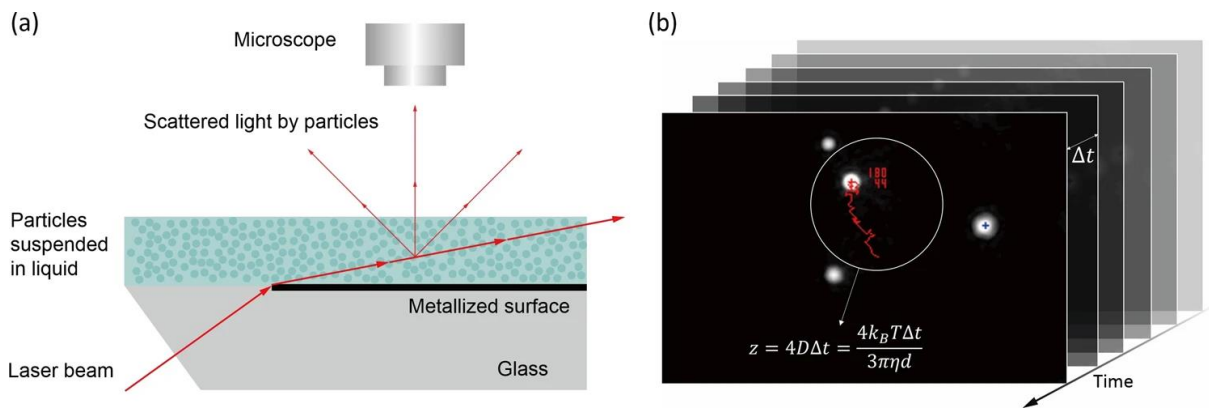 (a)
Microscope
Scattered light by particles
Particles
suspended
in liquid
Metallized surface
Laser beam
Glass
(b)
180
44
Δt
z = 4DΔt = \frac{4k_BTΔt}{3πηd}
Time